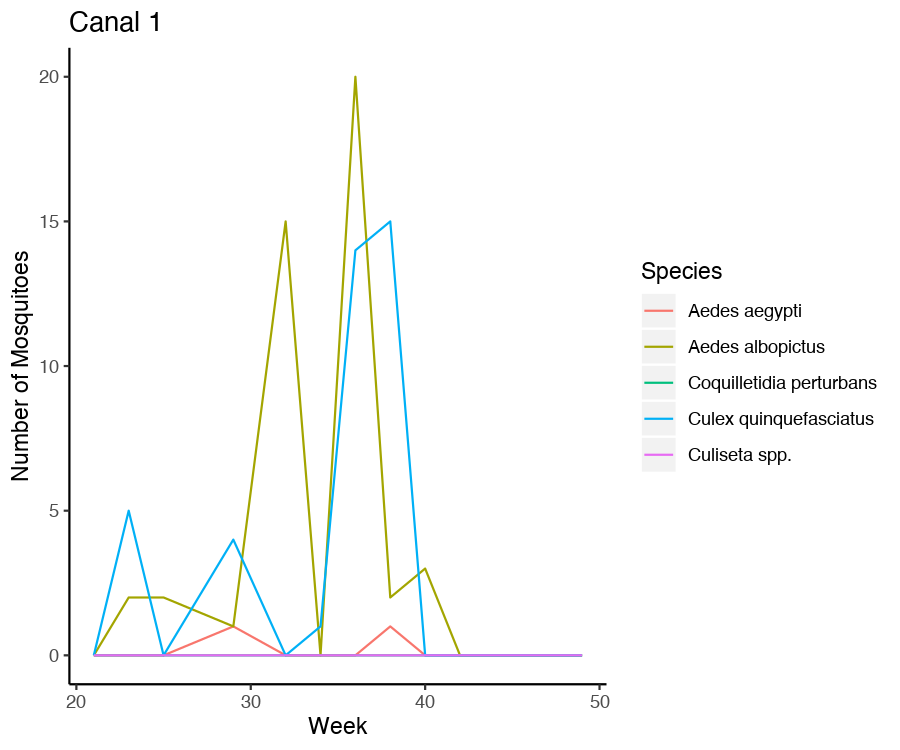 Canal 1
20
15
10
5
0
Number of Mosquitoes
20 30 40 50
Week
Species
Aedes aegypti
Aedes albopictus
Coquilletidia perturbans
Culex quinquefasciatus
Culiseta spp.